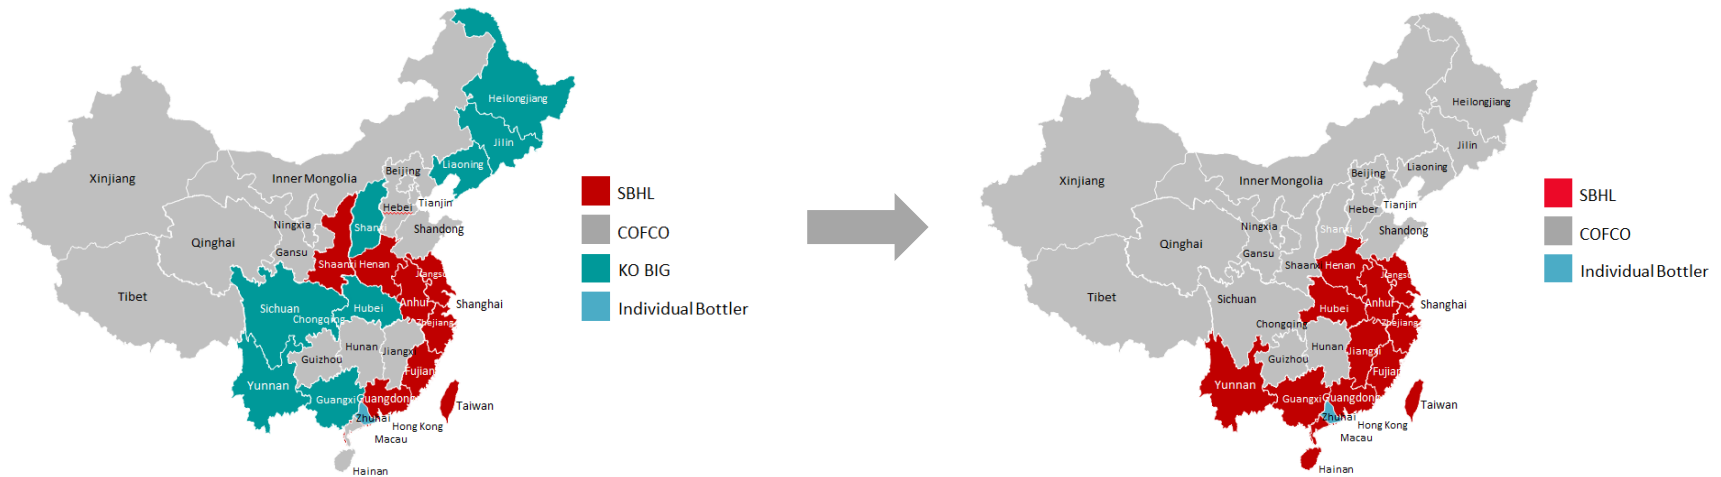 Heilongjiang
Jilin
Liaoning
Beijing
Xinjiang
Inner Mongolia
Tianjin
Hebei
Ningxia
Shanxi
Shandong
Qinghai
Gansu
Shaanxi
Henan
Jiangsu
Tibet
Anhui
Shanghai
Sichuan
Hubei
Chongqing
Zhejiang
Hunan
Jiangxi
Guizhou
Fujian
Yunnan
Guangxi
Guangdong
Taiwan
Zhuhai
Hong Kong
Macau
Hainan
SBHL
COFCO
KO BIG
Individual Bottler
Heilongjiang
Jilin
Liaoning
Beijing
Xinjiang
Inner Mongolia
Tianjin
Heber
Ningxia
Shanxi
Shandong
Qinghai
Gansu
Shaanx
Henan
Jiangsu
Tibet
Sichuan
Anhui
Shanghai
Hubei
Chongqing
Zhejiang
Hunan
Jiangxi
Guizhou
Fujian
Yunnan
Guangxi
Guangdong
Taiwan
Zhuhai
Hong Kong
Macau
Hainan
SBHL
COFCO
Individual Bottler